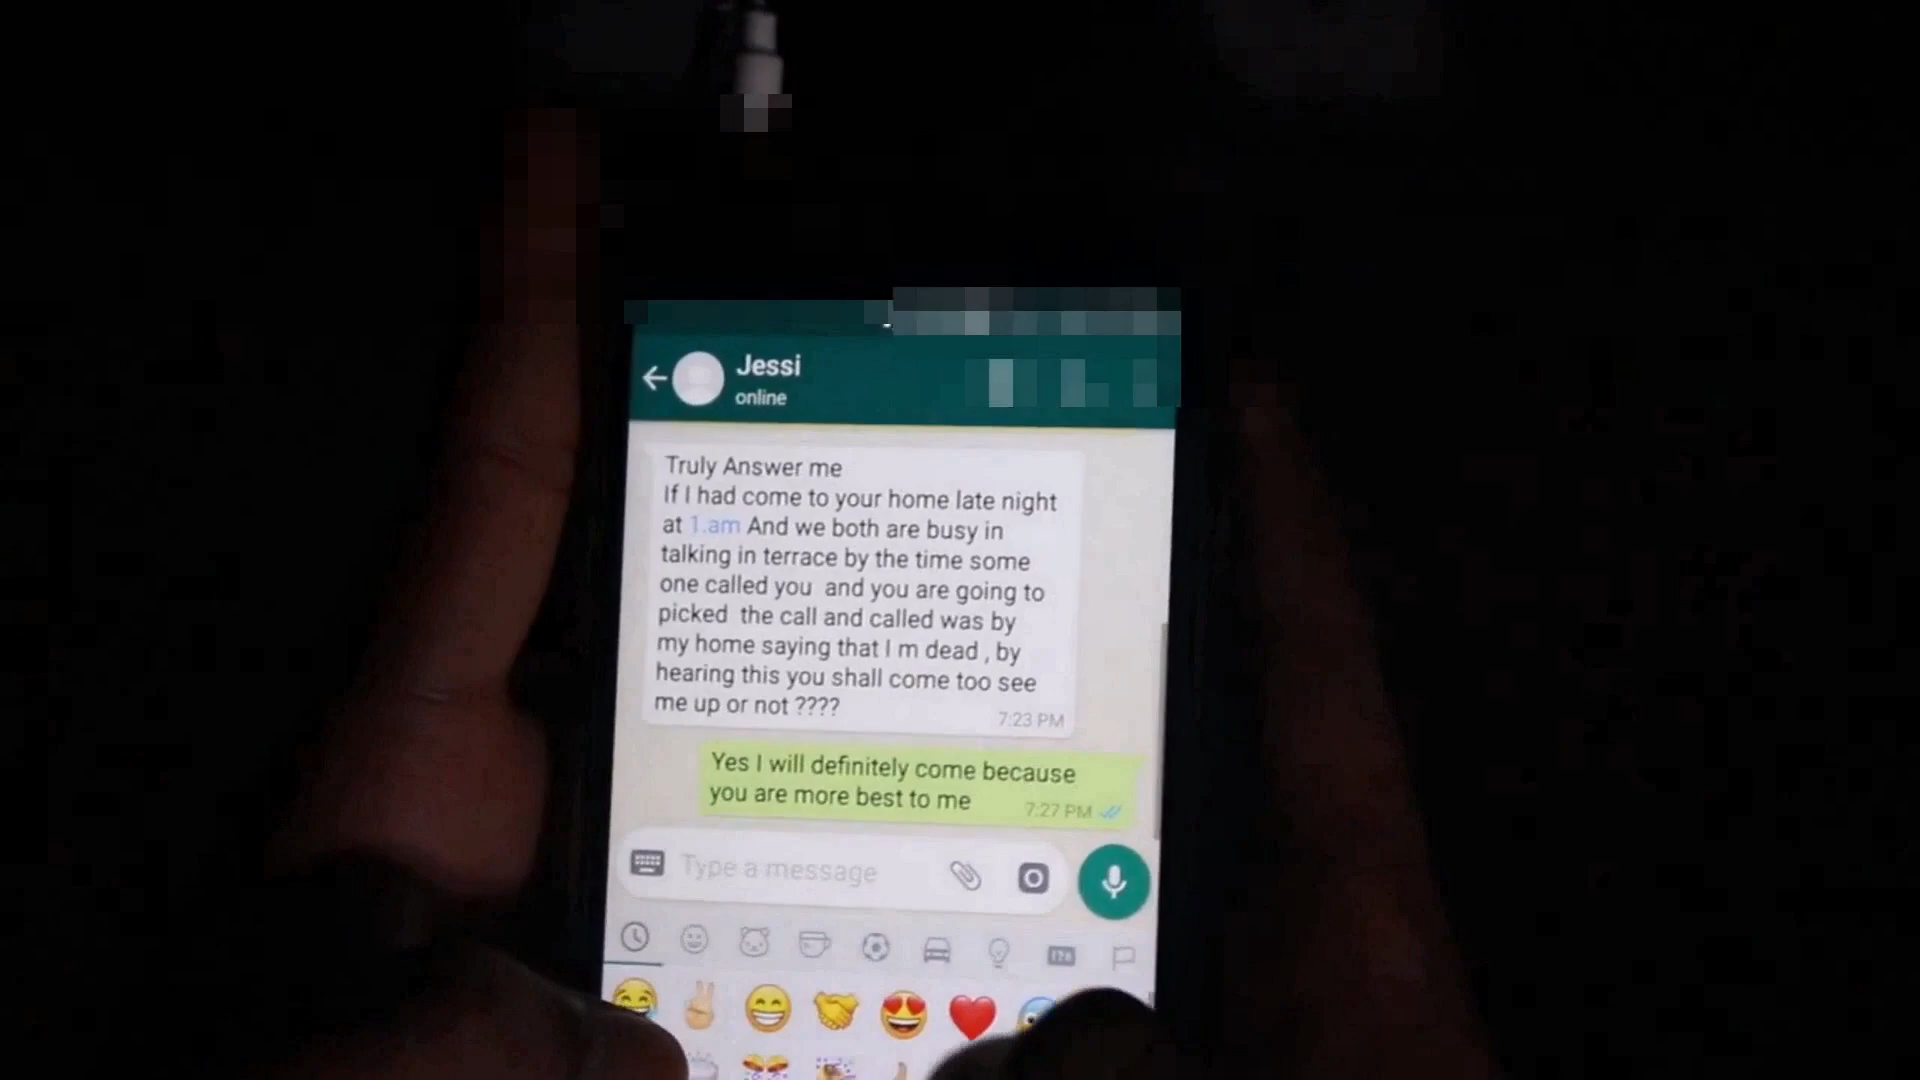 Jessi
online
Truly Answer me
If I had come to your home late night
at 1.am And we both are busy in
talking in terrace by the time some
one called you and you are going to
picked the call and called was by
my home saying that I m dead , by
hearing this you shall come too see
me up or not ????
7:23 PM
Yes I will definitely come because
you are more best to me
7:27 PM
Type a message